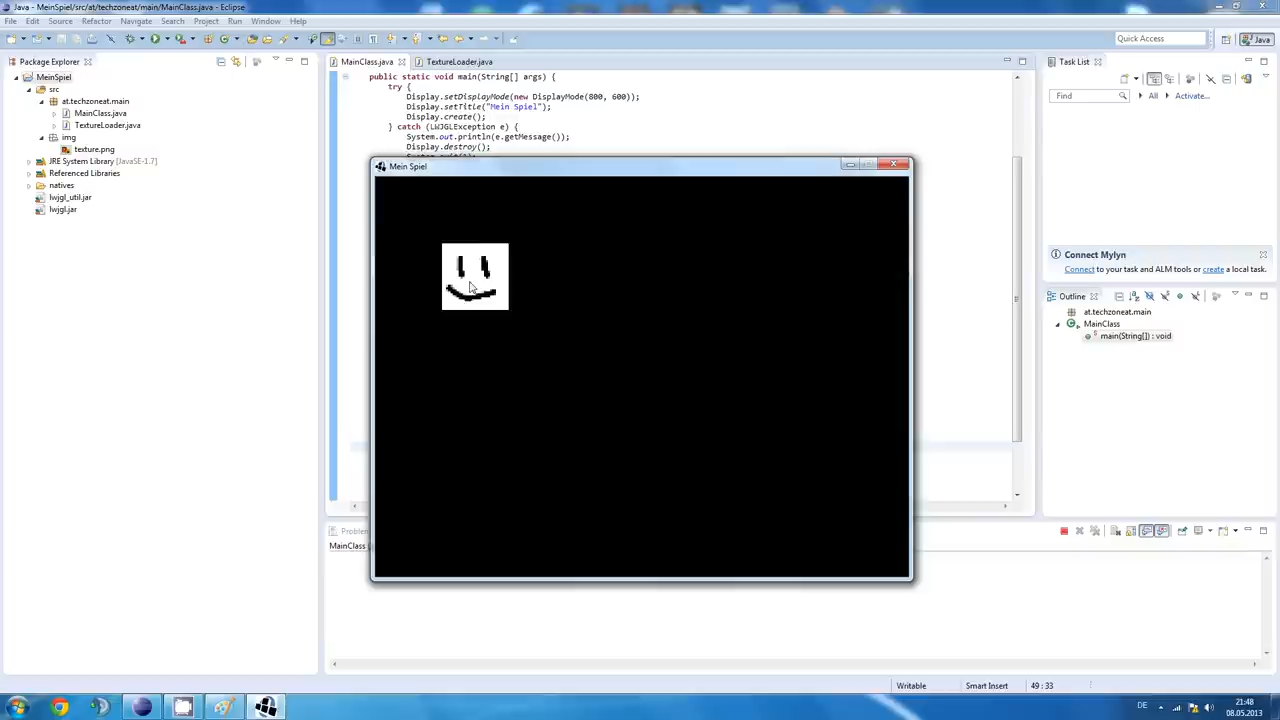 Java - MeinSpiel/src/at/techzoneat/main/MainClass.java - Eclipse
File Edit Source Refactor Navigate Search Project Run Window Help
Quick Access
Java
Package Explorer
MeinSpiel
src
at.techzoneat.main
MainClass.java
TextureLoader.java
img
texture.png
JRE System Library [JavaSE-1.7]
Referenced Libraries
natives
lwjgl_util.jar
lwjgl.jar
MainClass.java
TextureLoader.java
public static void main(String[] args) {
try {
Display.setDisplayMode(new DisplayMode(800, 600));
Display.setTitle("Mein Spiel");
Display.create();
} catch (LWJGLException e) {
System.out.println(e.getMessage());
Display.destroy();
Mein Spiel
Task List
Find
All
Activate...
Connect Mylyn
Connect to your task and ALM tools or create a local task.
Outline
at.techzoneat.main
MainClass
main(String[]) : void
MainClass
Writable
Smart Insert
49 : 33
DE
21:48
08.05.2013